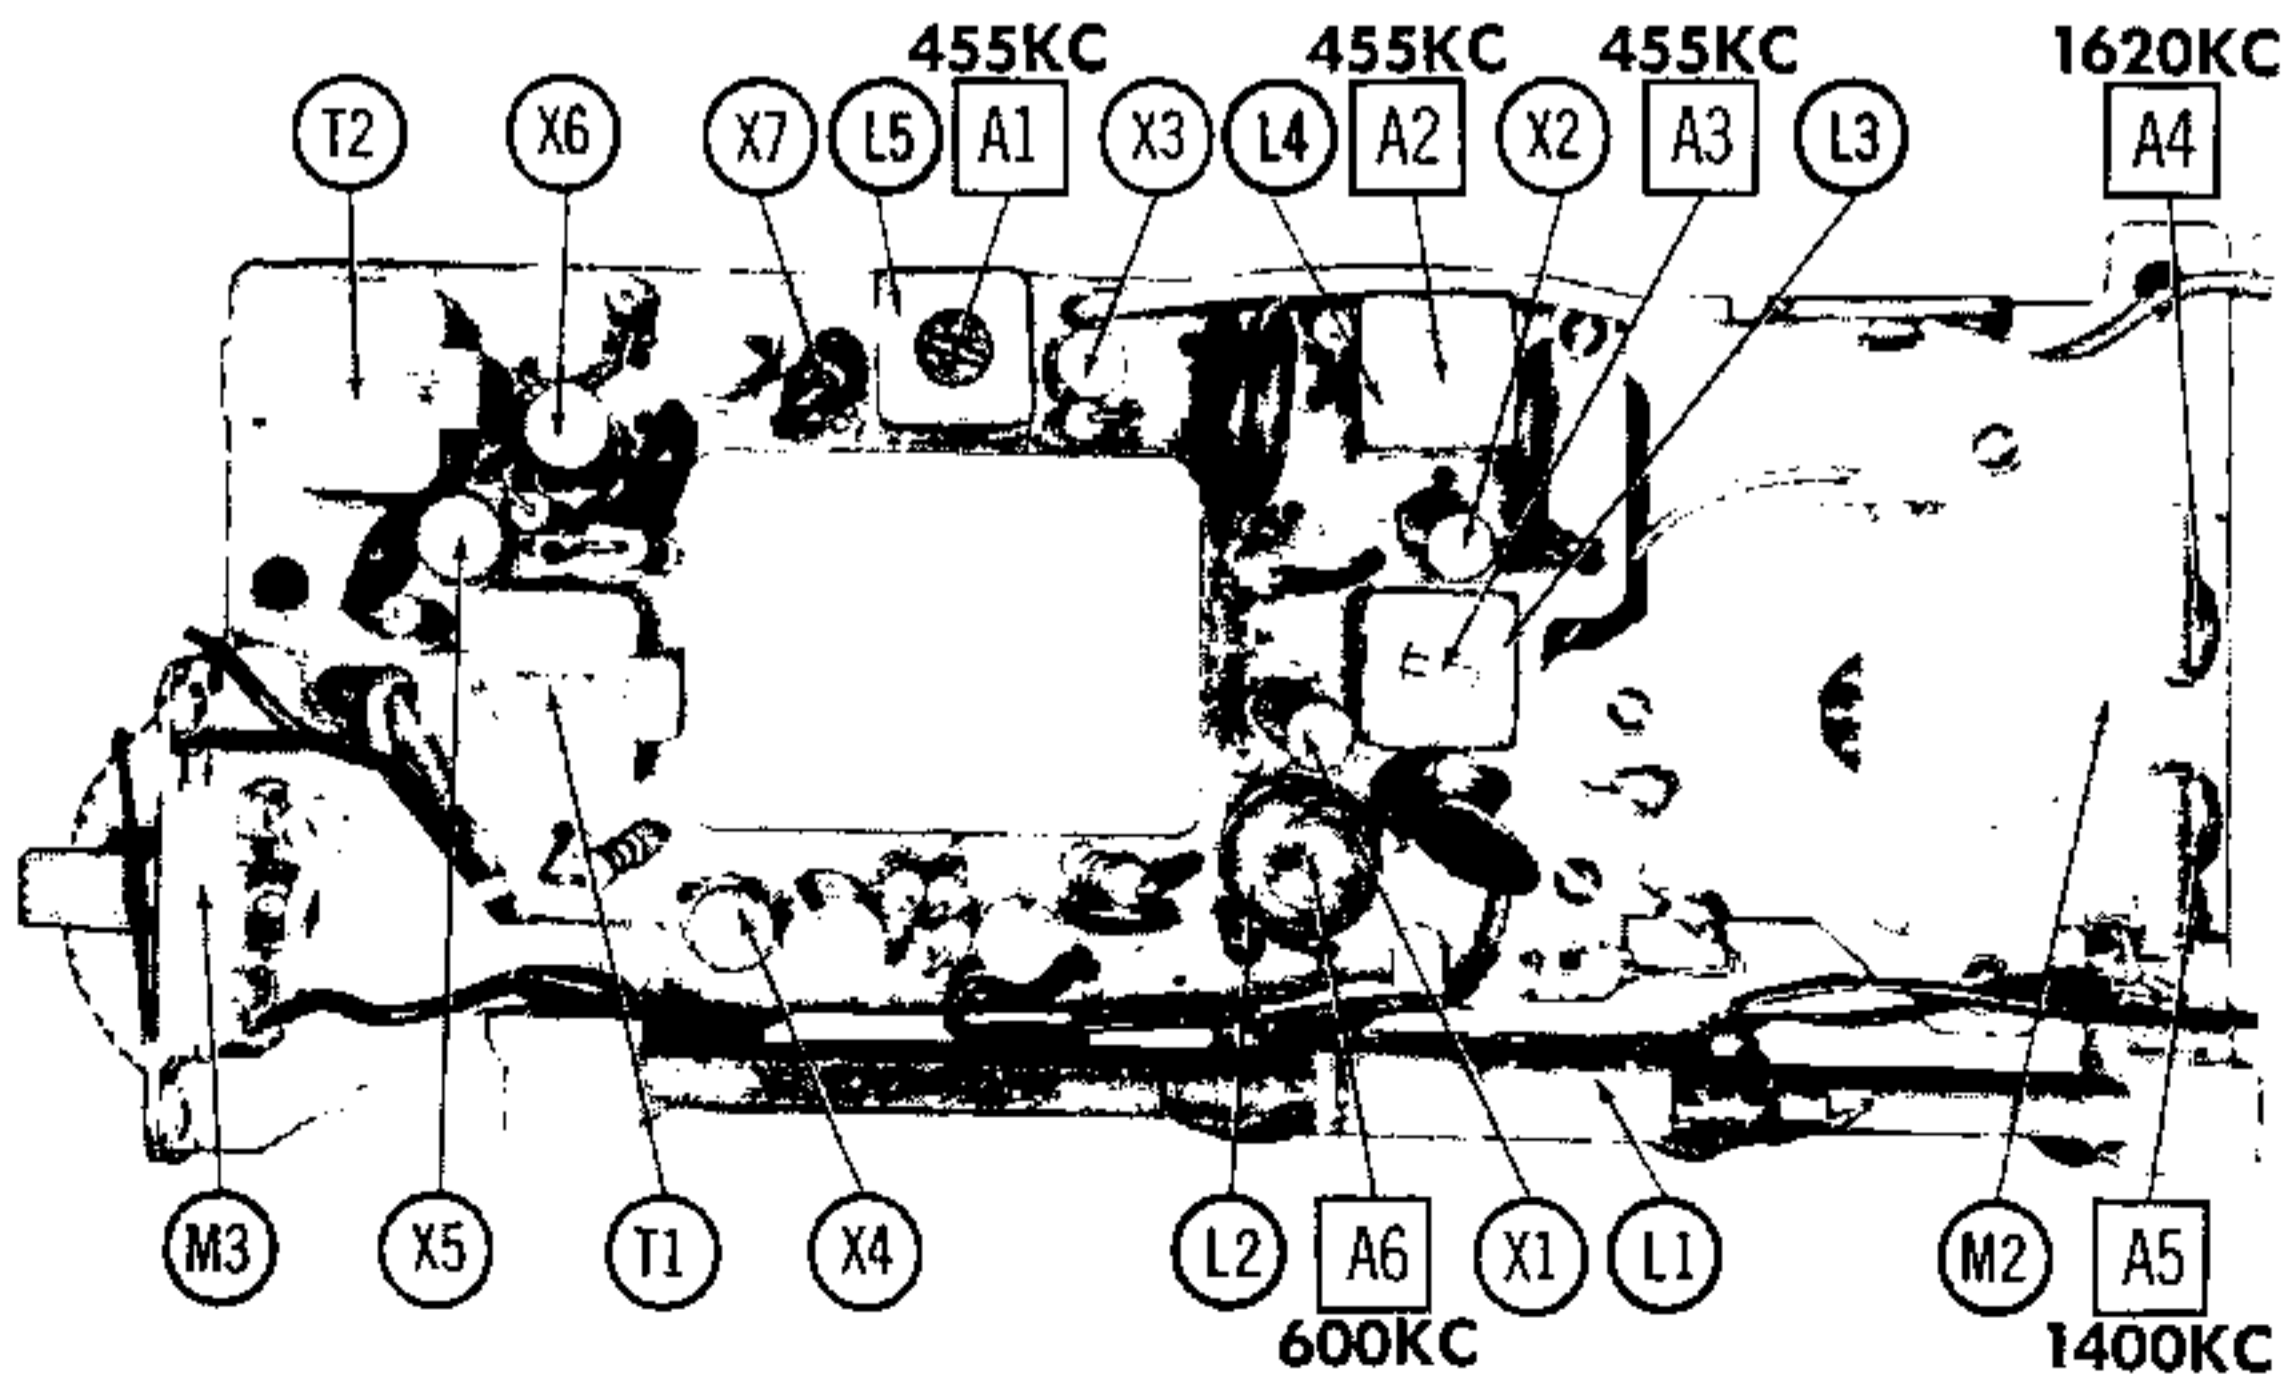 455KC 455KC 455KC 1620KC
T2 X6 X7 L5 A1 X3 L4 A2 X2 A3 L3 A4
M3 X5 T1 X4 L2 A6 X1 L1 M2 A5
600KC 1400KC